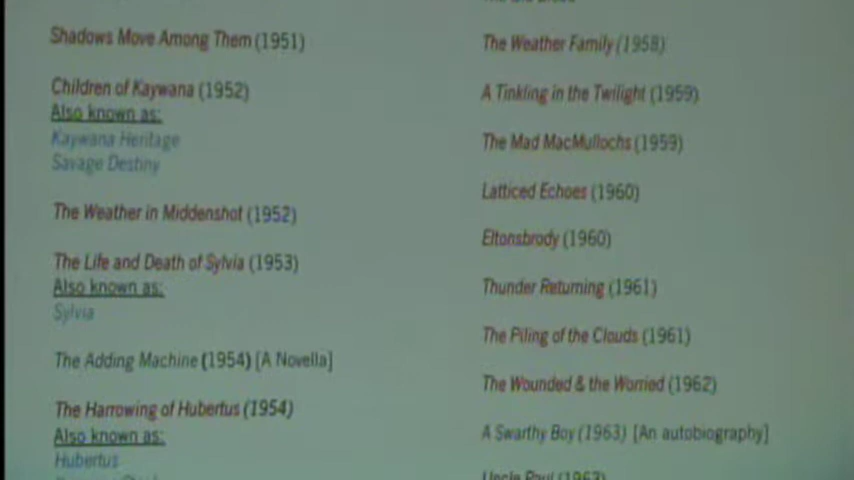 Shadows Move Among Them (1951)
Children of Kaywana (1952)
Also known as:
Kaywana Heritage
Savage Destiny
The Weather in Middenshot (1952)
The Life and Death of Sylvia (1953)
Also known as:
Sylvia
The Adding Machine (1954) [A Novella]
The Harrowing of Hubertus (1954)
Also known as:
Hubertus
The Weather Family (1958)
A Tinkling in the Twilight (1959)
The Mad MacMullochs (1959)
Latticed Echoes (1960)
Eltonsbrody (1960)
Thunder Returning (1961)
The Piling of the Clouds (1961)
The Wounded & the Worried (1962)
A Swarthy Boy (1963) [An autobiography]
Uncle Paul (1963)